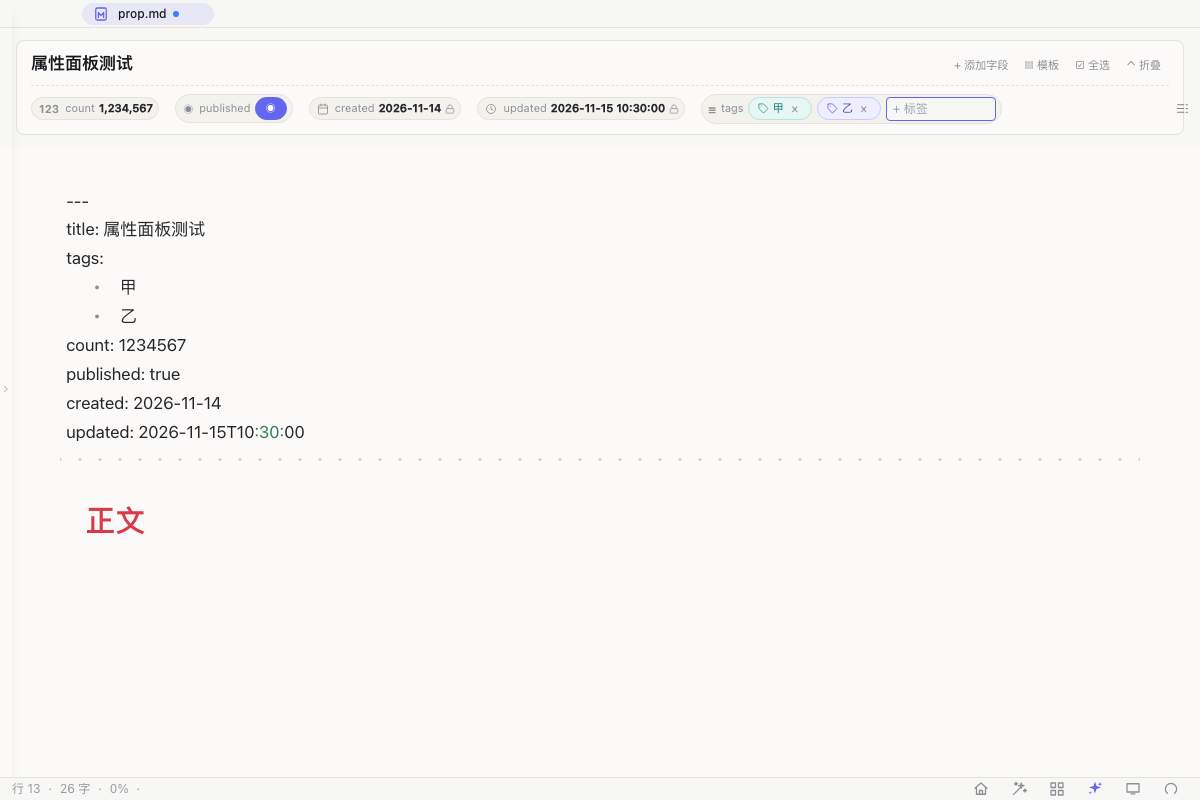 prop.md
属性面板测试
+ 添加字段 模板 全选 折叠
123 count 1,234,567 published created 2026-11-14 updated 2026-11-15 10:30:00 tags 甲 × 乙 × + 标签
---
title: 属性面板测试
tags:
• 甲
• 乙
count: 1234567
published: true
created: 2026-11-14
updated: 2026-11-15T10:30:00
正文
行 13 · 26 字 · 0% ·